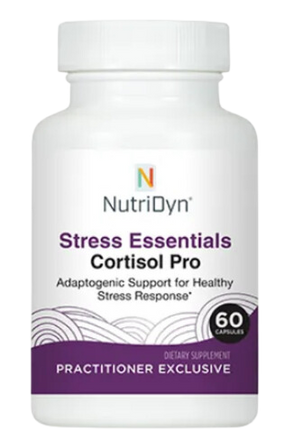 NutriDyn®
Stress Essentials
Cortisol Pro
Adaptogenic Support for Healthy
Stress Response*
60
CAPSULES
DIETARY SUPPLEMENT
PRACTITIONER EXCLUSIVE